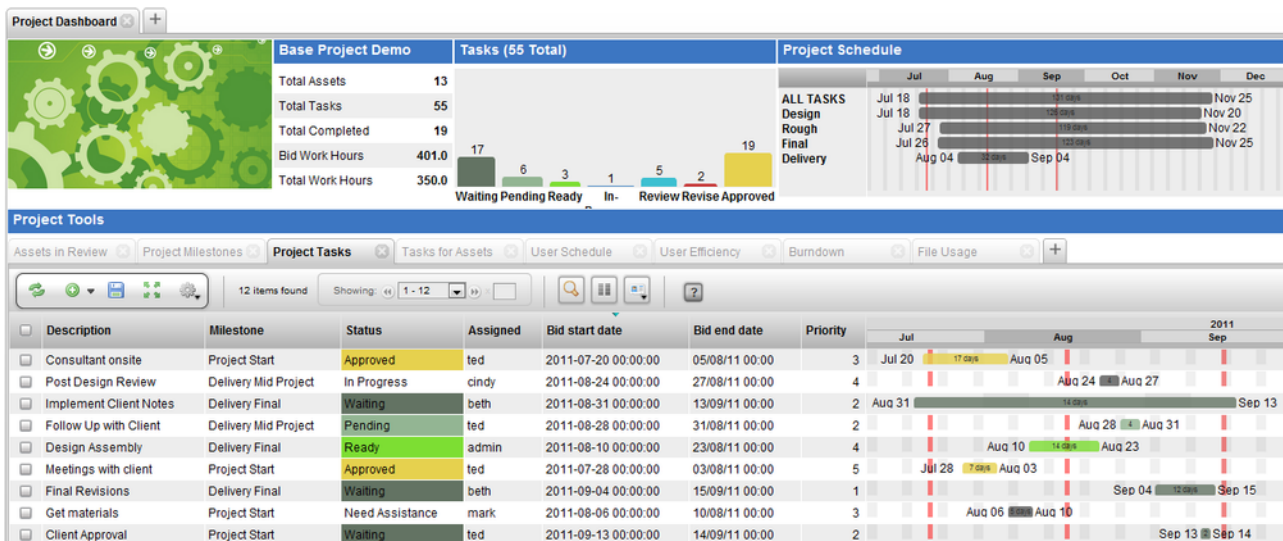 Project Dashboard
Base Project Demo
Total Assets 13
Total Tasks 55
Total Completed 19
Bid Work Hours 401.0
Total Work Hours 350.0
Tasks (55 Total)
17 6 3 1 5 2 19
Waiting Pending Ready In- Review Revise Approved
Project Schedule
Jul Aug Sep Oct Nov Dec
ALL TASKS Jul 18 Nov 25
Design Jul 18 126 days Nov 20
Rough Jul 27 119 days Nov 22
Final Jul 26 123 days Nov 25
Delivery Aug 04 32 days Sep 04
Project Tools
Assets in Review Project Milestones Project Tasks Tasks for Assets User Schedule User Efficiency Burndown File Usage
12 items found Showing: 1 - 12 ?
Description Milestone Status Assigned Bid start date Bid end date Priority 2011
Jul Aug Sep
Consultant onsite Project Start Approved ted 2011-07-20 00:00:00 05/08/11 00:00 3 Jul 20 17 days Aug 05
Post Design Review Delivery Mid Project In Progress cindy 2011-08-24 00:00:00 27/08/11 00:00 4 Aug 24 4 Aug 27
Implement Client Notes Delivery Final Waiting beth 2011-08-31 00:00:00 13/09/11 00:00 2 Aug 31 14 days Sep 13
Follow Up with Client Delivery Mid Project Pending ted 2011-08-28 00:00:00 31/08/11 00:00 2 Aug 28 4 Aug 31
Design Assembly Delivery Final Ready admin 2011-08-10 00:00:00 23/08/11 00:00 4 Aug 10 14 days Aug 23
Meetings with client Project Start Approved ted 2011-07-28 00:00:00 03/08/11 00:00 5 Jul 28 7 days Aug 03
Final Revisions Delivery Final Waiting beth 2011-09-04 00:00:00 15/09/11 00:00 1 Sep 04 12 days Sep 15
Get materials Project Start Need Assistance mark 2011-08-06 00:00:00 10/08/11 00:00 3 Aug 06 5 days Aug 10
Client Approval Project Start Waiting ted 2011-09-13 00:00:00 14/09/11 00:00 2 Sep 13 2 Sep 14